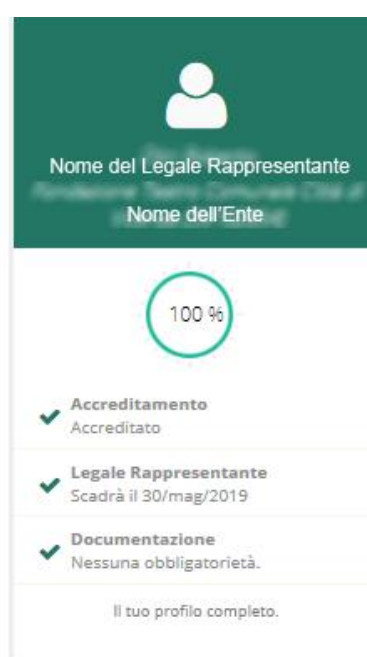 Nome del Legale Rappresentante
Nome dell'Ente
100 %
Accreditamento
Accreditato
Legale Rappresentante
Scadrà il 30/mag/2019
Documentazione
Nessuna obbligatorietà.
Il tuo profilo completo.